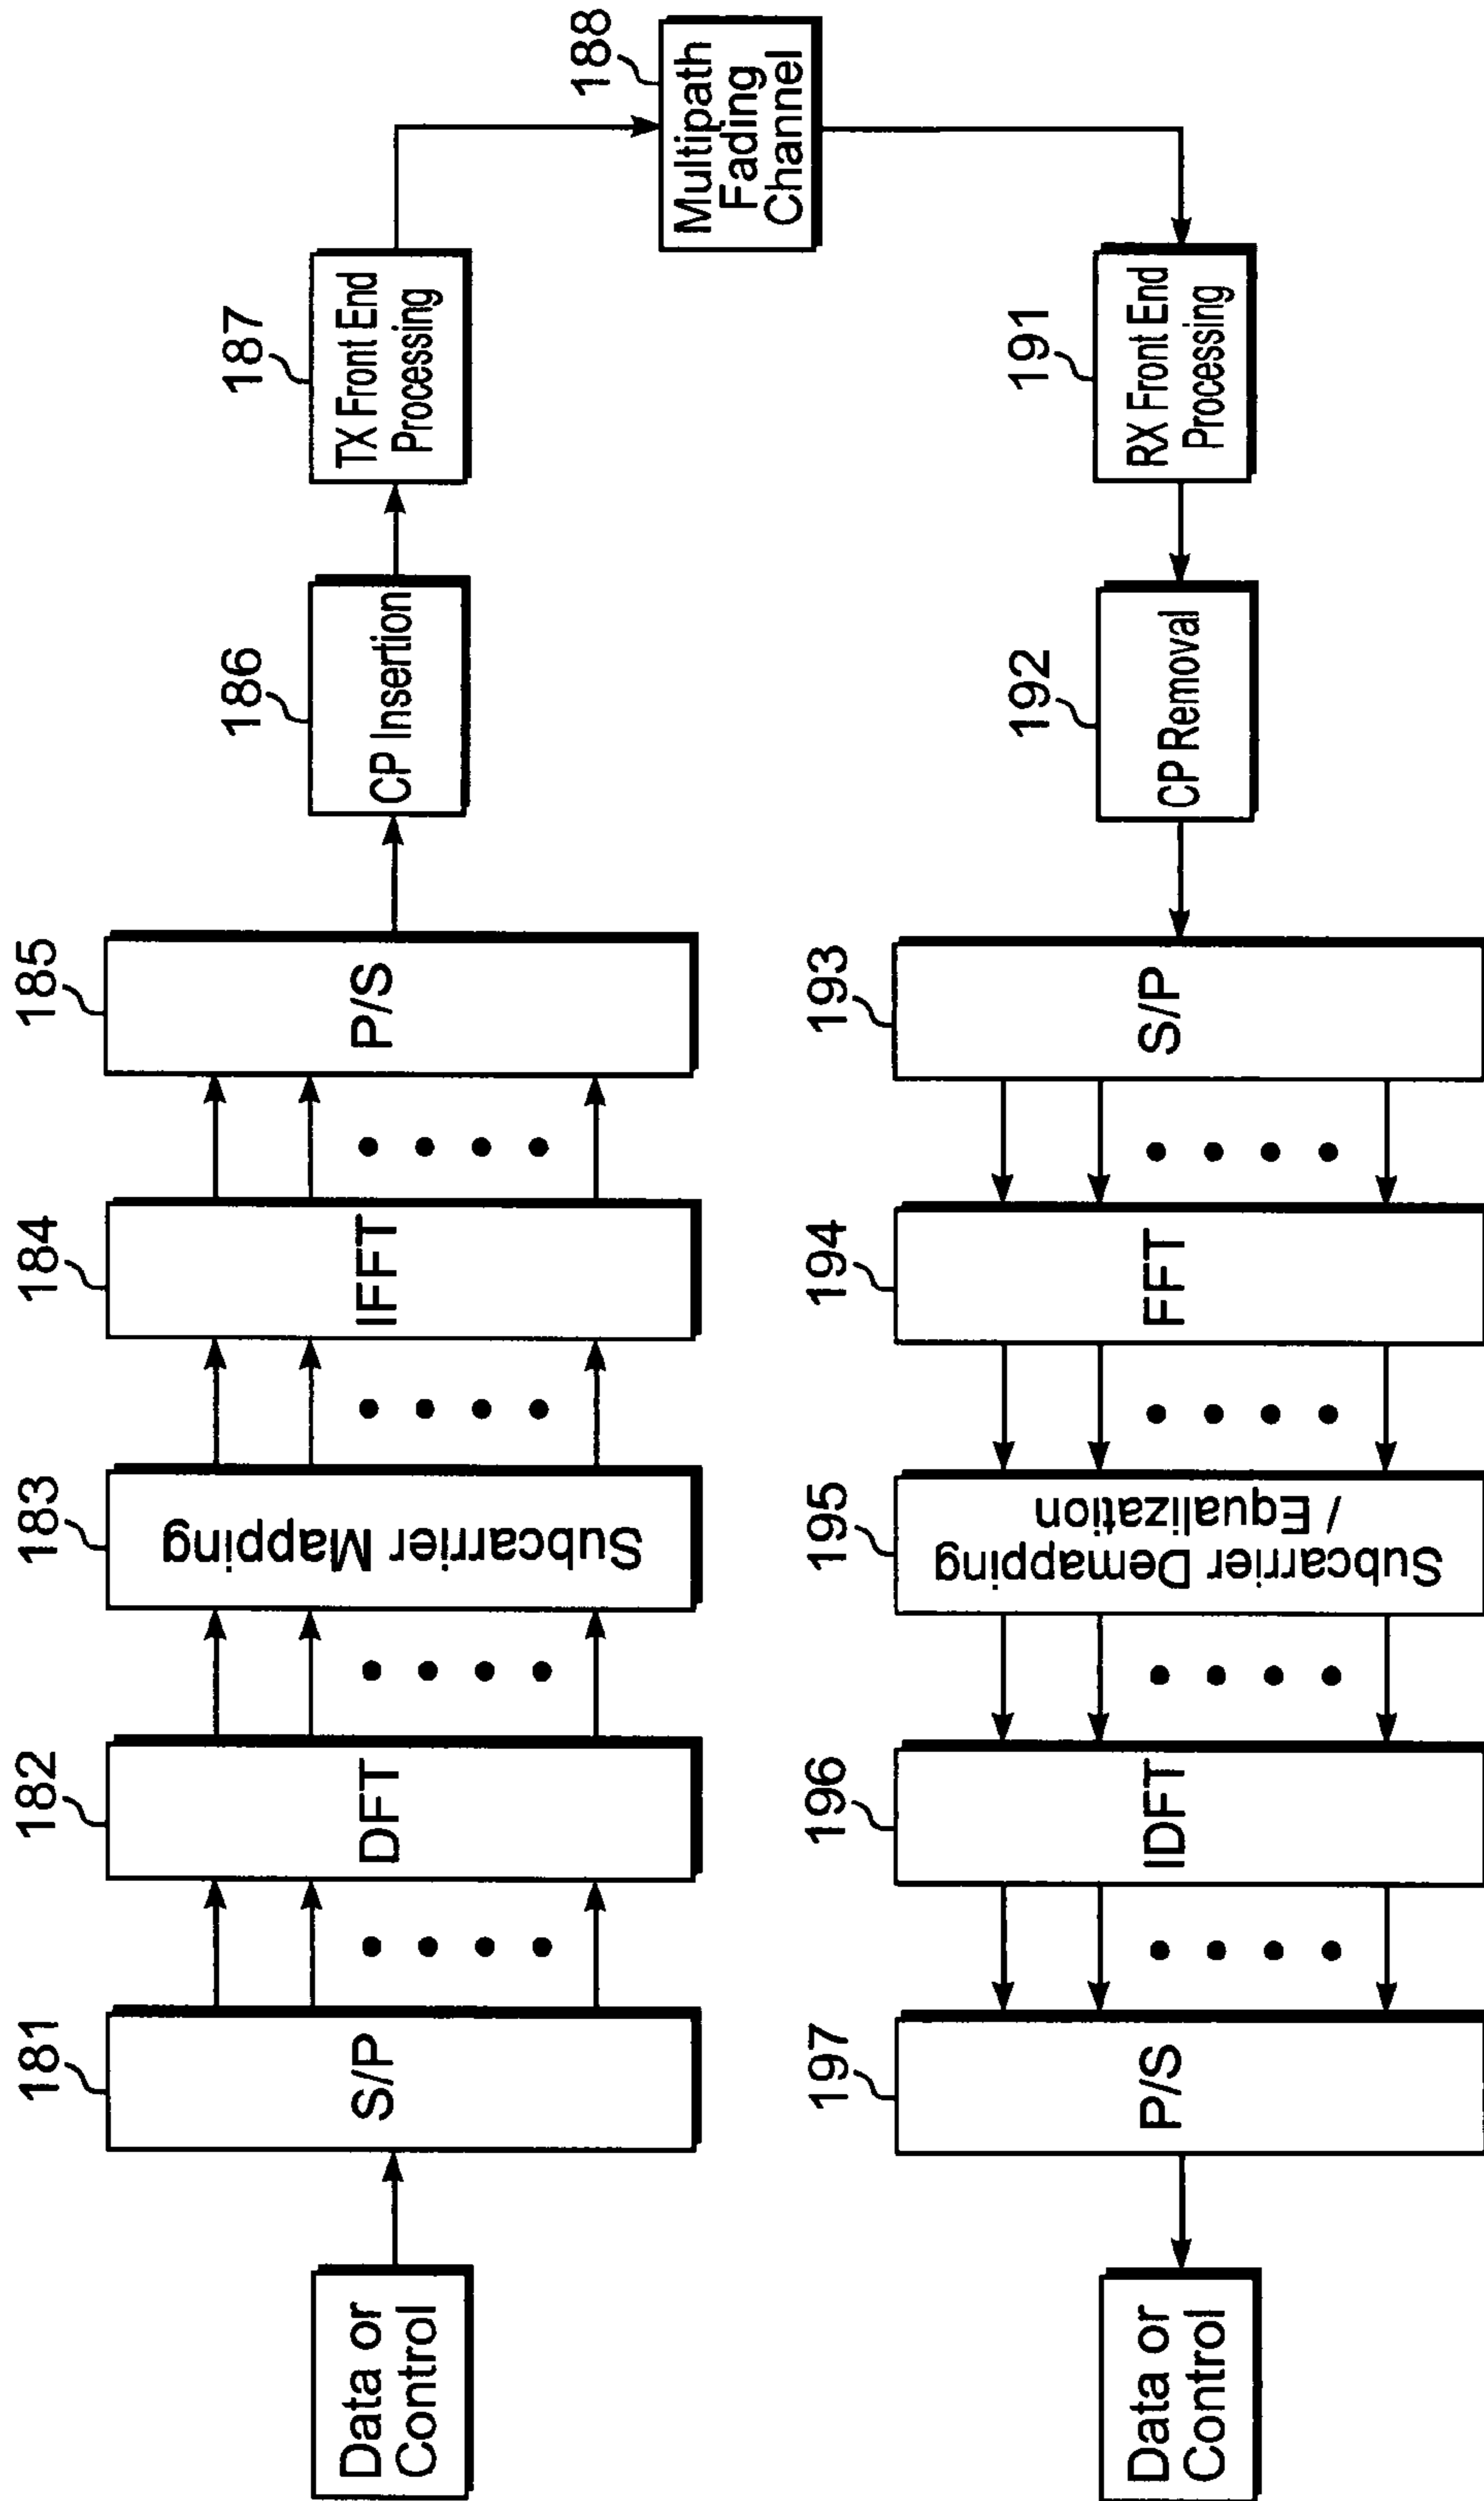 Data or
Control
181
S/P
182
DFT
183
Subcarrier Mapping
184
IFFT
185
P/S
186
CP Insertion
187
TX Front End
Processing
188
Multipath
Fading
Channel
191
RX Front End
Processing
192
CP Removal
193
S/P
194
FFT
195
Subcarrier Demapping
/ Equalization
196
IDFT
197
P/S
Data or
Control